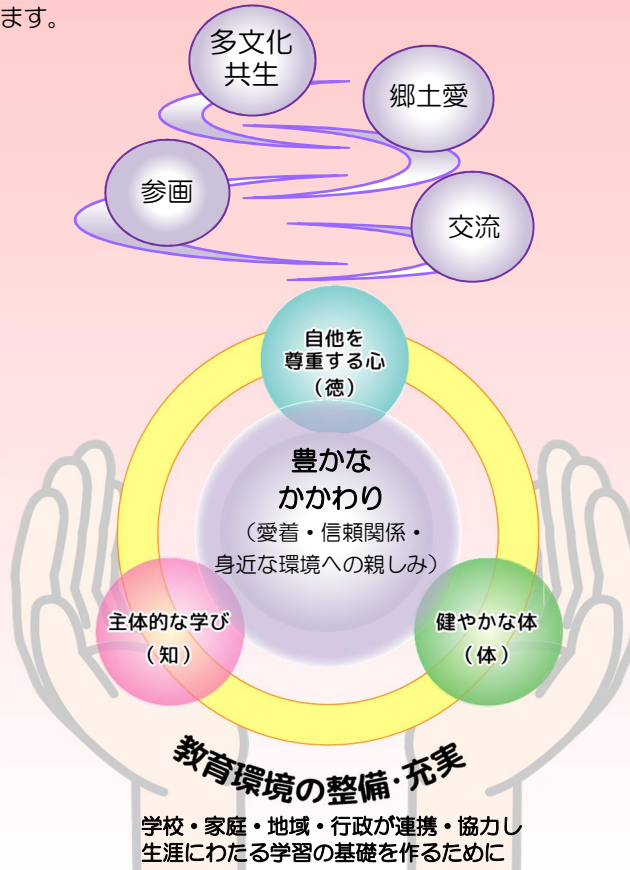 ます。
多文化
共生
郷土愛
参画
交流
自他を
尊重する心
（徳）
豊かな
かかわり
（愛着・信頼関係・
身近な環境への親しみ）
主体的な学び
（知）
健やかな体
（体）
教育環境の整備・充実
学校・家庭・地域・行政が連携・協力し
生涯にわたる学習の基礎を作るために